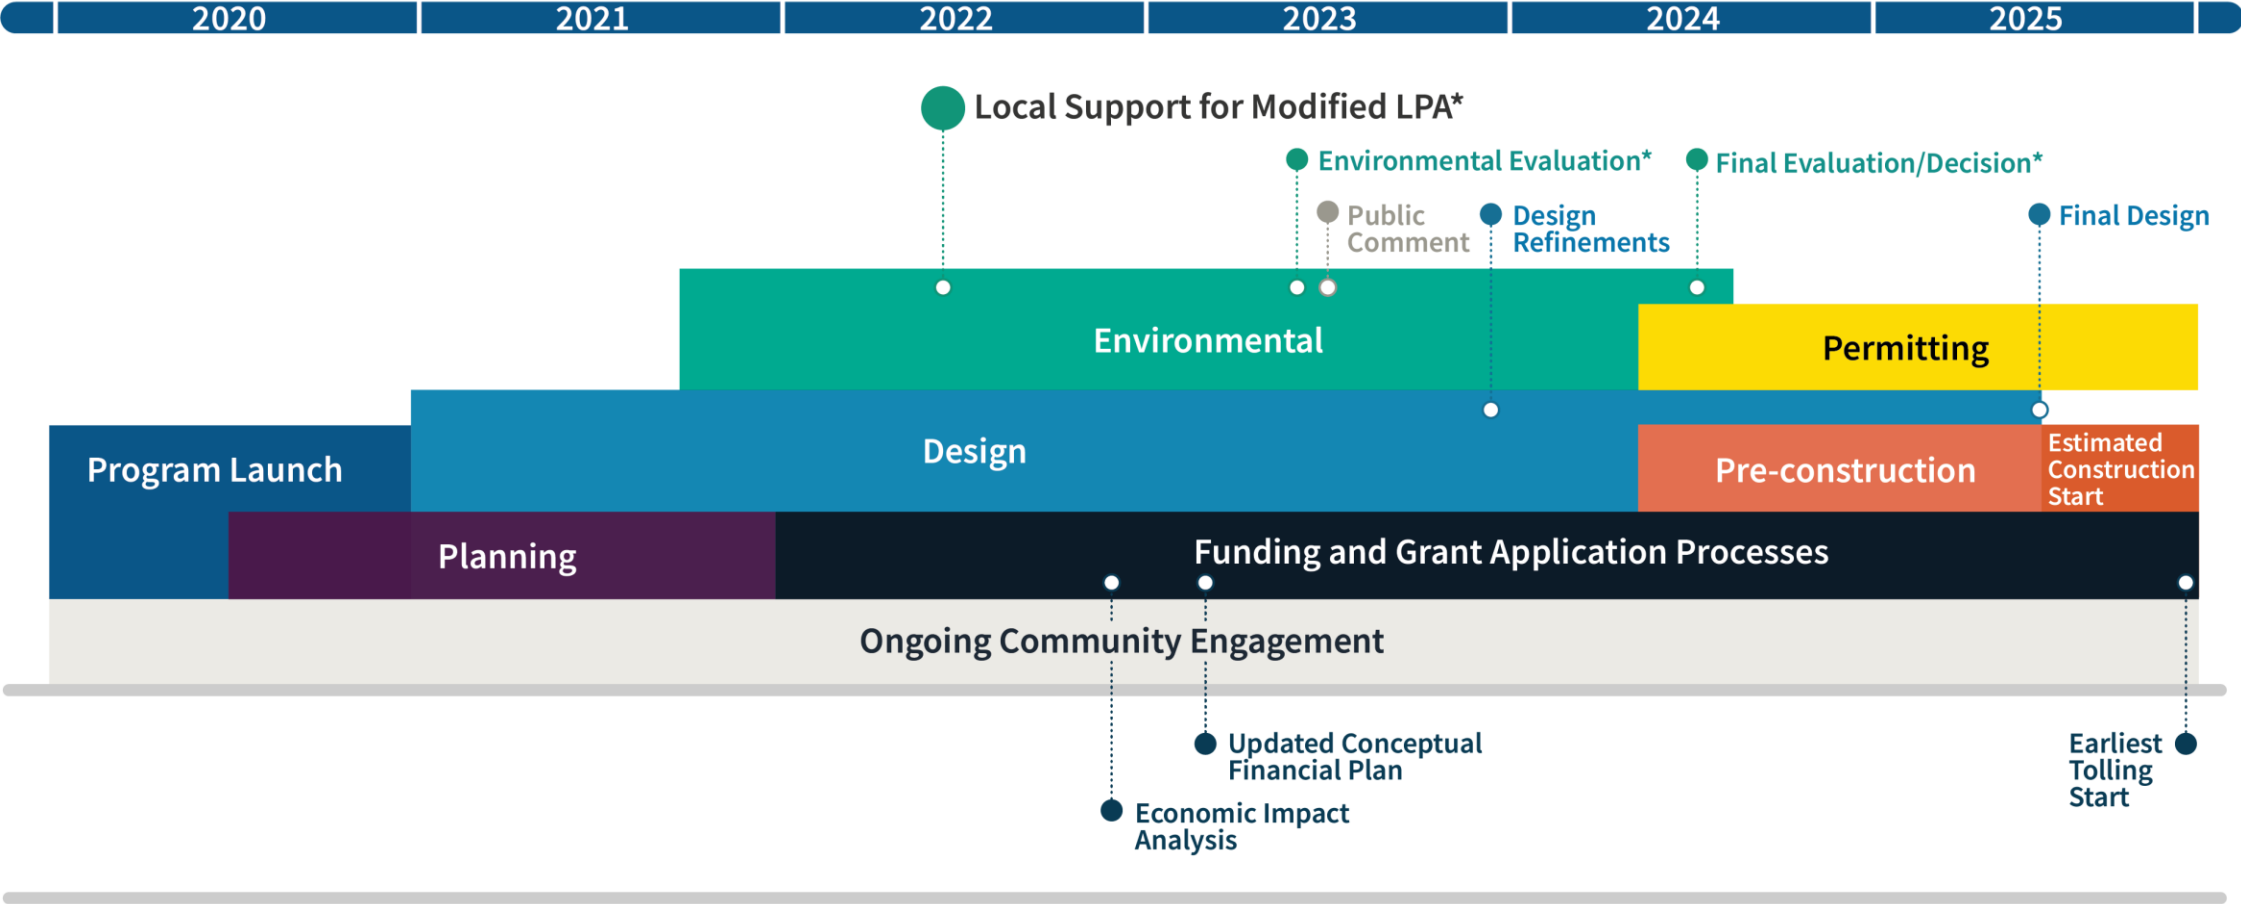 2020 2021 2022 2023 2024 2025
Local Support for Modified LPA*
Environmental Evaluation*
Final Evaluation/Decision*
Public
Comment
Design
Refinements
Final Design
Environmental
Permitting
Design
Program Launch
Pre-construction
Estimated
Construction
Start
Planning
Funding and Grant Application Processes
Ongoing Community Engagement
Updated Conceptual
Financial Plan
Earliest
Tolling
Start
Economic Impact
Analysis